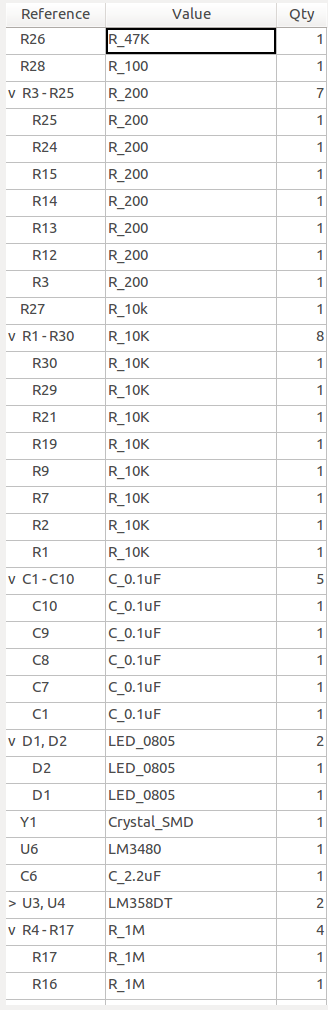 Reference Value Qty
R26 R_47K 1
R28 R_100 1
v R3 - R25 R_200 7
R25 R_200 1
R24 R_200 1
R15 R_200 1
R14 R_200 1
R13 R_200 1
R12 R_200 1
R3 R_200 1
R27 R_10k 1
v R1 - R30 R_10K 8
R30 R_10K 1
R29 R_10K 1
R21 R_10K 1
R19 R_10K 1
R9 R_10K 1
R7 R_10K 1
R2 R_10K 1
R1 R_10K 1
v C1 - C10 C_0.1uF 5
C10 C_0.1uF 1
C9 C_0.1uF 1
C8 C_0.1uF 1
C7 C_0.1uF 1
C1 C_0.1uF 1
v D1, D2 LED_0805 2
D2 LED_0805 1
D1 LED_0805 1
Y1 Crystal_SMD 1
U6 LM3480 1
C6 C_2.2uF 1
> U3, U4 LM358DT 2
v R4 - R17 R_1M 4
R17 R_1M 1
R16 R_1M 1